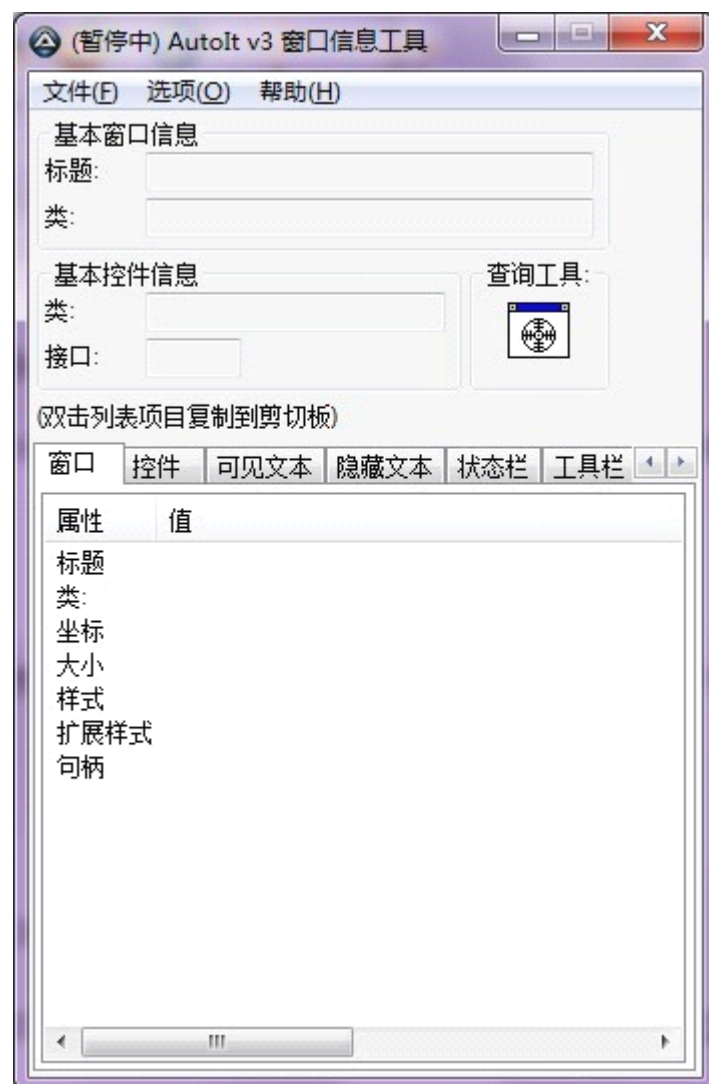 (暂停中) AutoIt v3 窗口信息工具
文件(F) 选项(O) 帮助(H)
基本窗口信息
标题:
类:
基本控件信息
查询工具:
类:
接口:
(双击列表项目复制到剪切板)
窗口 控件 可见文本 隐藏文本 状态栏 工具栏
属性 值
标题
类:
坐标
大小
样式
扩展样式
句柄